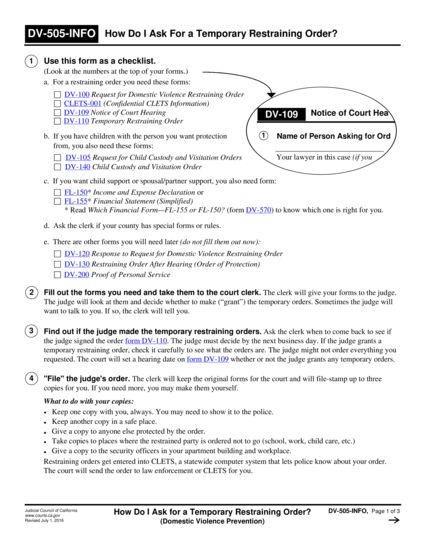 DV-505-INFO How Do I Ask For a Temporary Restraining Order?
1 Use this form as a checklist.
(Look at the numbers at the top of your forms.)
a. For a restraining order you need these forms:
DV-100 Request for Domestic Violence Restraining Order
CLETS-001 (Confidential CLETS Information)
DV-109 Notice of Court Hearing
DV-110 Temporary Restraining Order
DV-109 Notice of Court Hea
1 Name of Person Asking for Ord
Your lawyer in this case (if you
b. If you have children with the person you want protection
from, you also need these forms:
DV-105 Request for Child Custody and Visitation Orders
DV-140 Child Custody and Visitation Order
c. If you want child support or spousal/partner support, you also need form:
FL-150* Income and Expense Declaration or
FL-155* Financial Statement (Simplified)
* Read Which Financial Form—FL-155 or FL-150? (form DV-570) to know which one is right for you.
d. Ask the clerk if your county has special forms or rules.
e. There are other forms you will need later (do not fill them out now):
DV-120 Response to Request for Domestic Violence Restraining Order
DV-130 Restraining Order After Hearing (Order of Protection)
DV-200 Proof of Personal Service
2 Fill out the forms you need and take them to the court clerk. The clerk will give your forms to the judge.
The judge will look at them and decide whether to make (“grant”) the temporary orders. Sometimes the judge will
want to talk to you. If so, the clerk will tell you.
3 Find out if the judge made the temporary restraining orders. Ask the clerk when to come back to see if
the judge signed the order form DV-110. The judge must decide by the next business day. If the judge grants a
temporary restraining order, check it carefully to see what the orders are. The judge might not order everything you
requested. The court will set a hearing date on form DV-109 whether or not the judge grants any temporary orders.
4 "File" the judge's order. The clerk will keep the original forms for the court and will file-stamp up to three
copies for you. If you need more, you may make them yourself.
What to do with your copies:
• Keep one copy with you, always. You may need to show it to the police.
• Keep another copy in a safe place.
• Give a copy to anyone else protected by the order.
• Take copies to places where the restrained party is ordered not to go (school, work, child care, etc.)
• Give a copy to the security officers in your apartment building and workplace.
Restraining orders get entered into CLETS, a statewide computer system that lets police know about your order.
The court will send the order to law enforcement or CLETS for you.
Judicial Council of California
www.courts.ca.gov
Revised July 1, 2016
How Do I Ask for a Temporary Restraining Order?
(Domestic Violence Prevention)
DV-505-INFO, Page 1 of 3